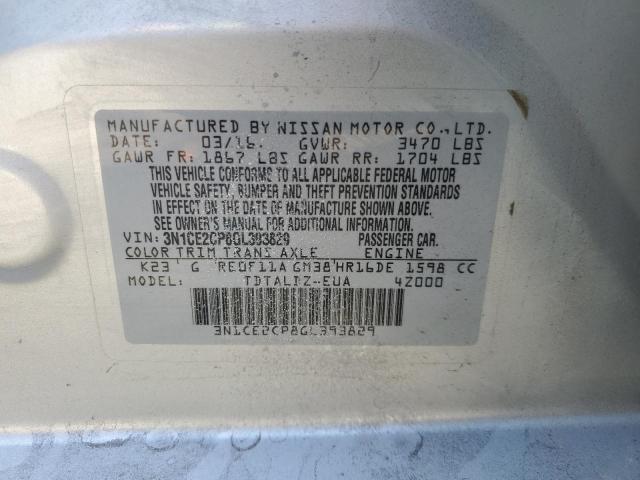 MANUFACTURED BY NISSAN MOTOR CO., LTD.
DATE: 03/16. GVWR: 3470 LBS
GAWR FR: 1867 LBS GAWR RR: 1704 LBS
THIS VEHICLE CONFORMS TO ALL APPLICABLE FEDERAL MOTOR
VEHICLE SAFETY, BUMPER AND THEFT PREVENTION STANDARDS
IN EFFECT ON THE DATE OF MANUFACTURE SHOWN ABOVE.
SEE OWNER'S MANUAL FOR ADDITIONAL INFORMATION.
VIN: 3N1CE2CP8GL393829 PASSENGER CAR.
COLOR TRIM TRANS AXLE ENGINE
K23 G RE0F11A GM38 HR16DE 1598 CC
MODEL: TDTALDZ-EUA 4Z000
3N1CE2CP8GL393829